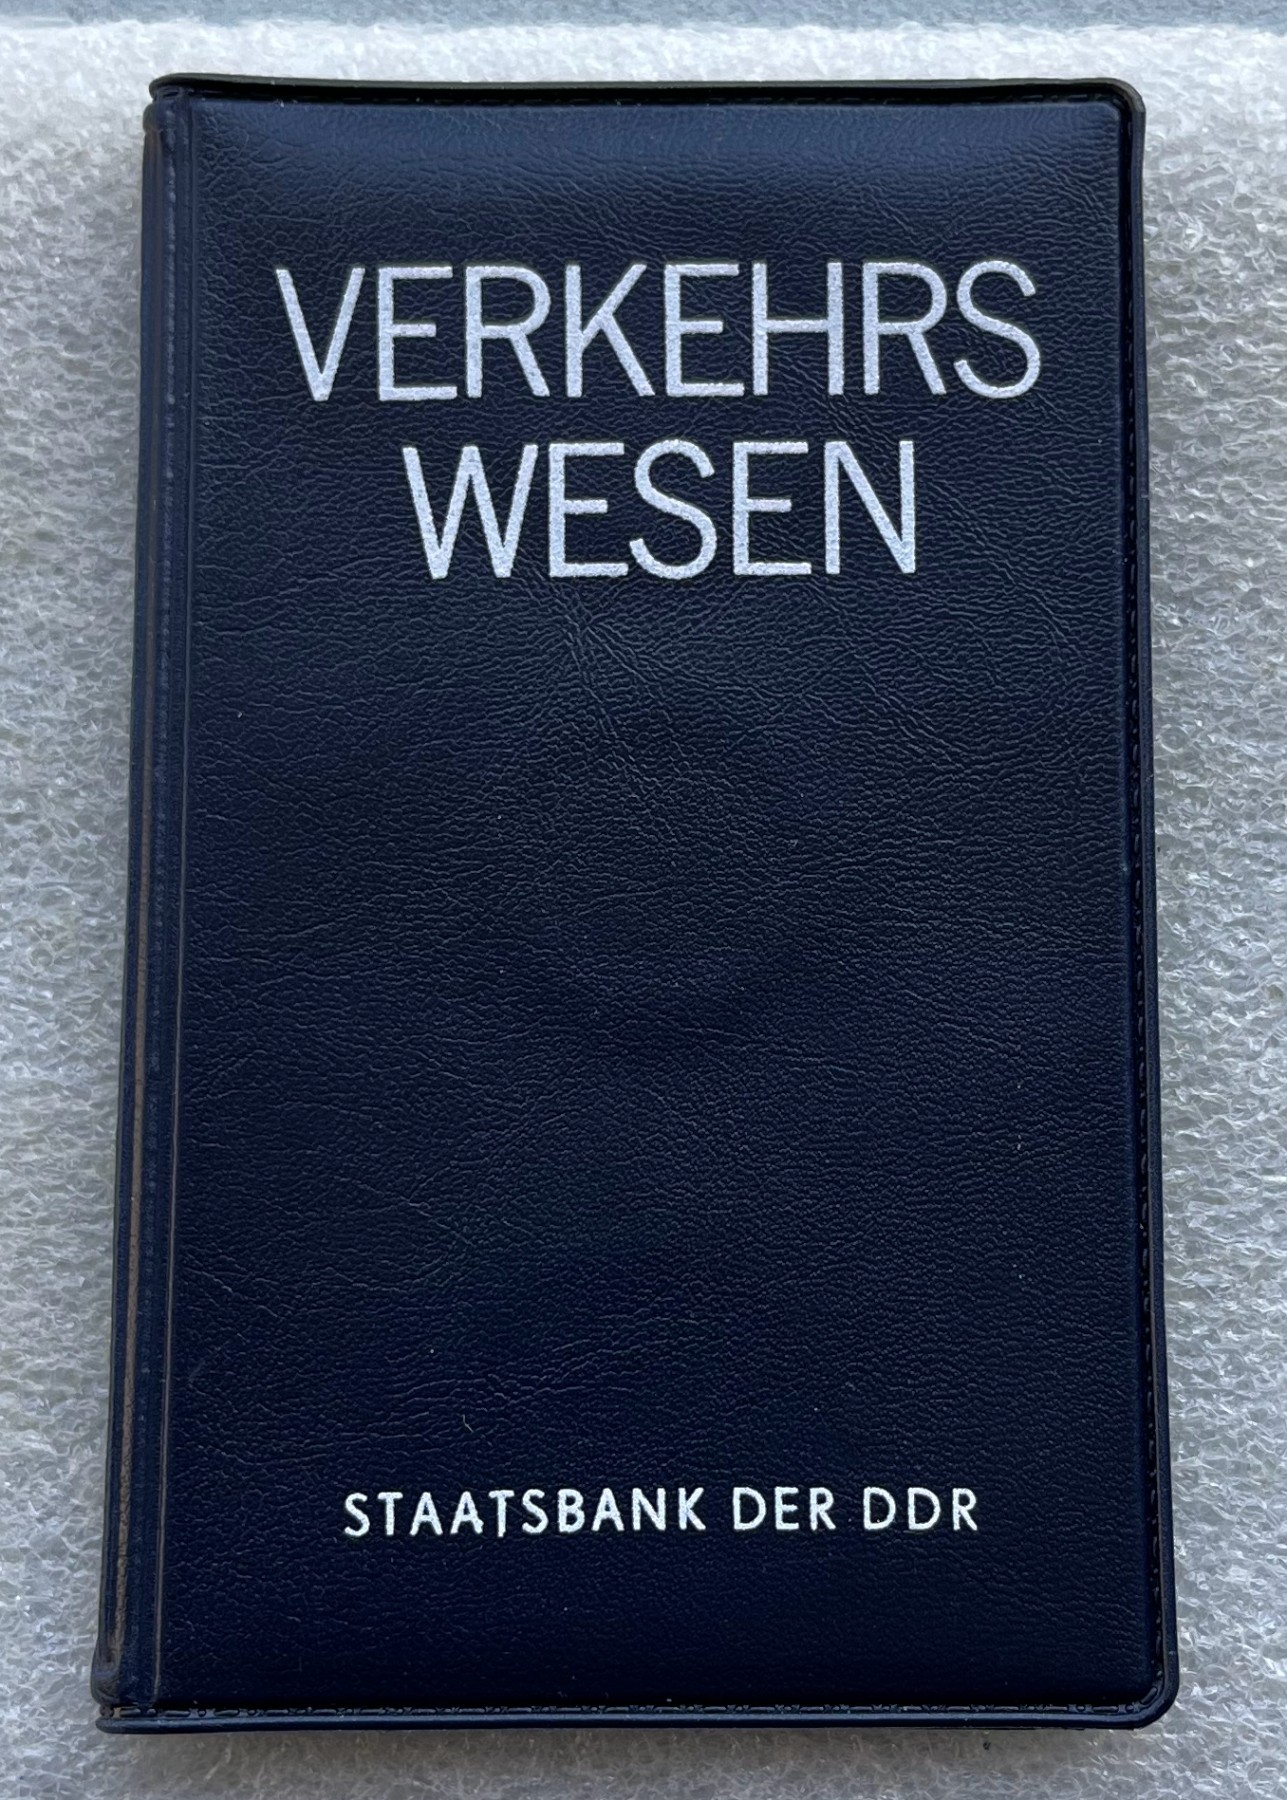 VERKEHRS
WESEN
STAATSBANK DER DDR